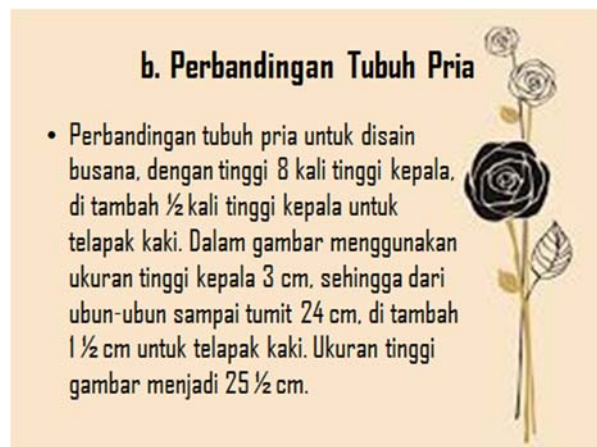 b. Perbandingan Tubuh Pria
• Perbandingan tubuh pria untuk disain
busana, dengan tinggi 8 kali tinggi kepala,
di tambah ½ kali tinggi kepala untuk
telapak kaki. Dalam gambar menggunakan
ukuran tinggi kepala 3 cm, sehingga dari
ubun-ubun sampai tumit 24 cm, di tambah
1 ½ cm untuk telapak kaki. Ukuran tinggi
gambar menjadi 25 ½ cm.